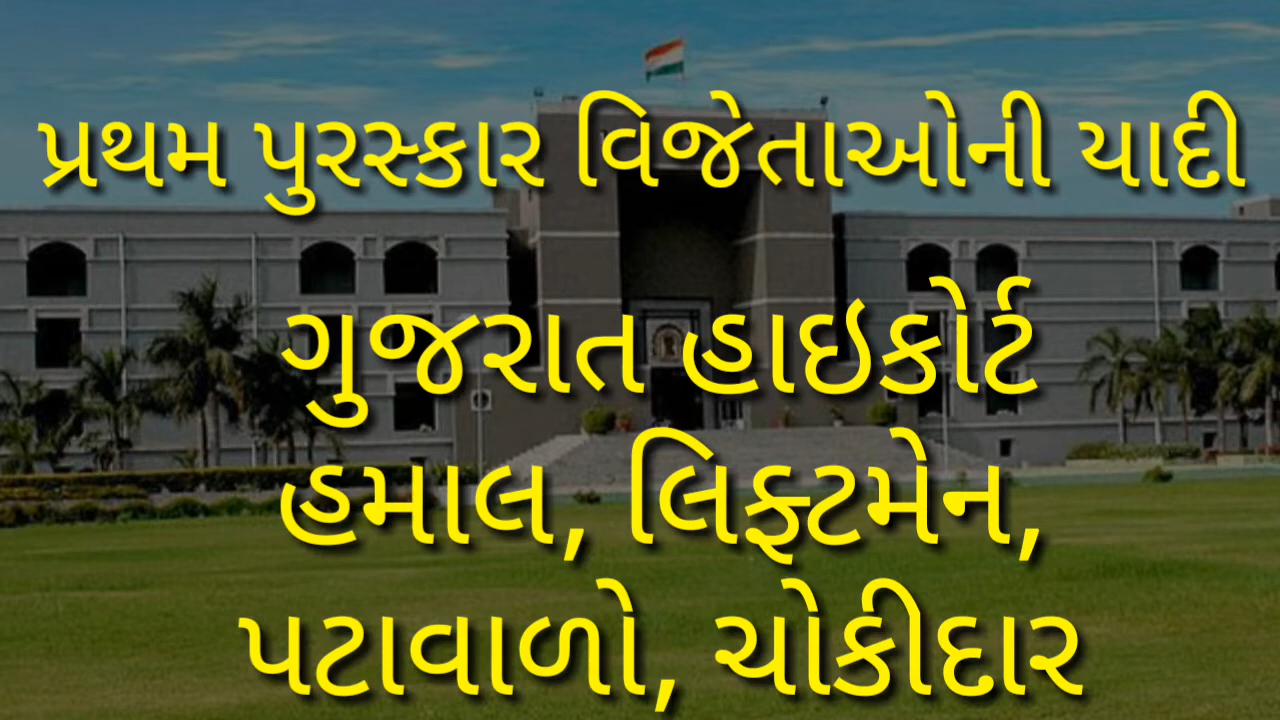 પ્રથમ પુરસ્કાર વિજેતાઓની યાદી
ગુજરાત હાઇકોર્ટ
હમાલ, લિફ્ટમેન,
પટાવાળો, ચોકીદાર